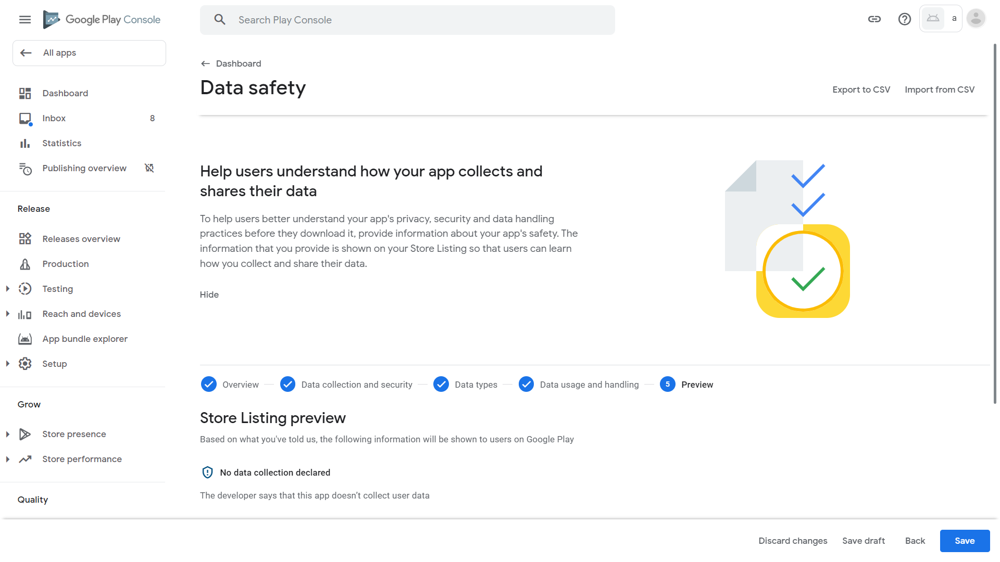 Google Play Console
Search Play Console
a
All apps
Dashboard
Inbox 8
Statistics
Publishing overview
Release
Releases overview
Production
Testing
Reach and devices
App bundle explorer
Setup
Grow
Store presence
Store performance
Quality
Dashboard
Data safety
Export to CSV
Import from CSV
Help users understand how your app collects and
shares their data
To help users better understand your app's privacy, security and data handling
practices before they download it, provide information about your app's safety. The
information that you provide is shown on your Store Listing so that users can learn
how you collect and share their data.
Hide
Overview
Data collection and security
Data types
Data usage and handling
5 Preview
Store Listing preview
Based on what you've told us, the following information will be shown to users on Google Play
No data collection declared
The developer says that this app doesn’t collect user data
Discard changes
Save draft
Back
Save